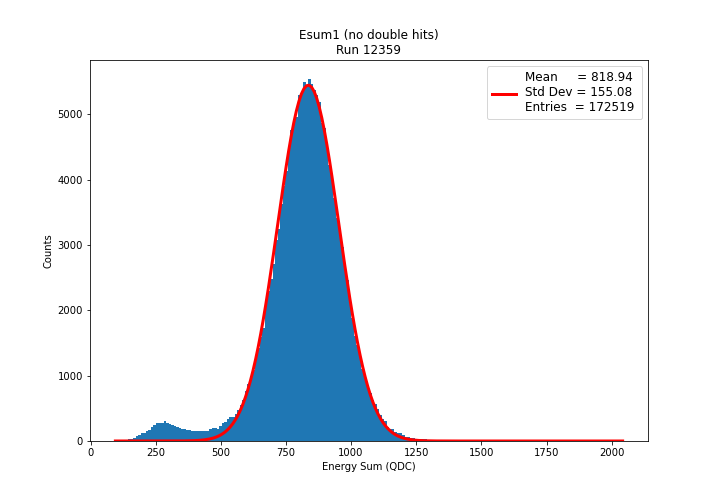 Esum1 (no double hits)
Run 12359
Mean = 818.94
Std Dev = 155.08
Entries = 172519
Counts
5000
4000
3000
2000
1000
0
0 250 500 750 1000 1250 1500 1750 2000
Energy Sum (QDC)